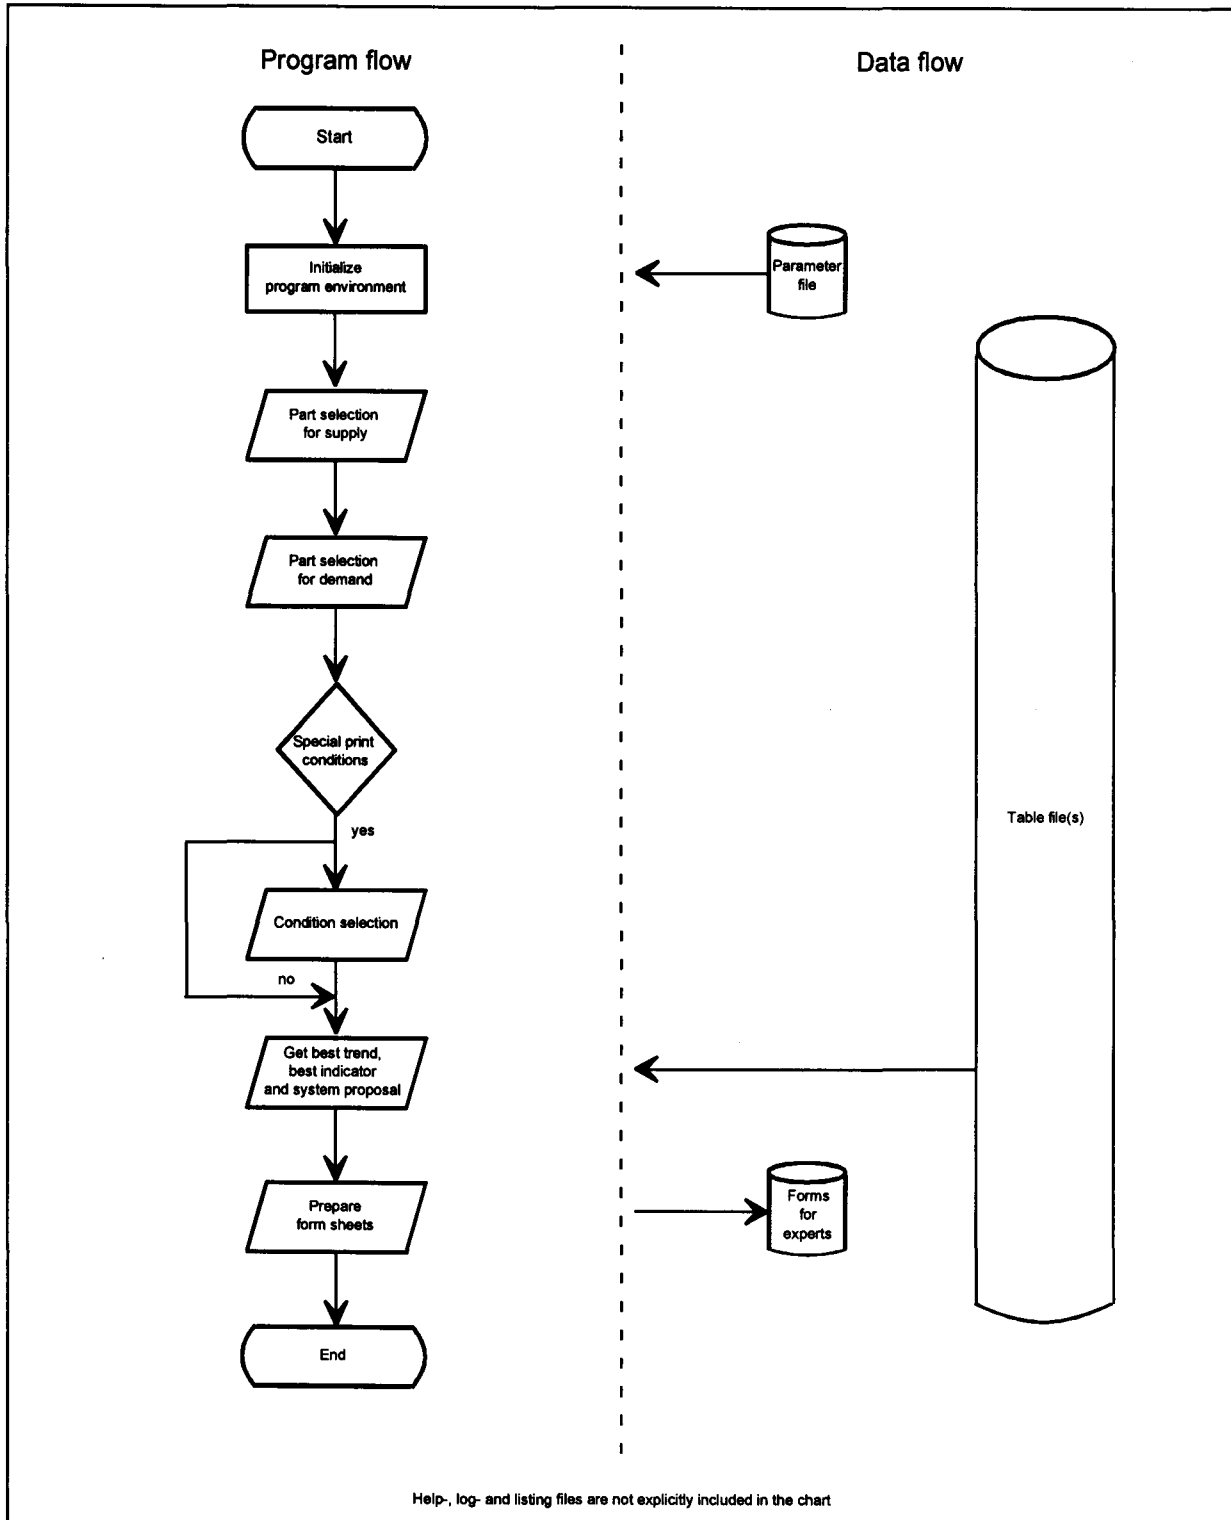 Program flow
Data flow
Start
Initialize
program environment
Parameter
file
Part selection
for supply
Part selection
for demand
Special print
conditions
Table file(s)
yes
Condition selection
no
Get best trend,
best indicator
and system proposal
Prepare
form sheets
Forms
for
experts
End
Help-, log- and listing files are not explicitly included in the chart